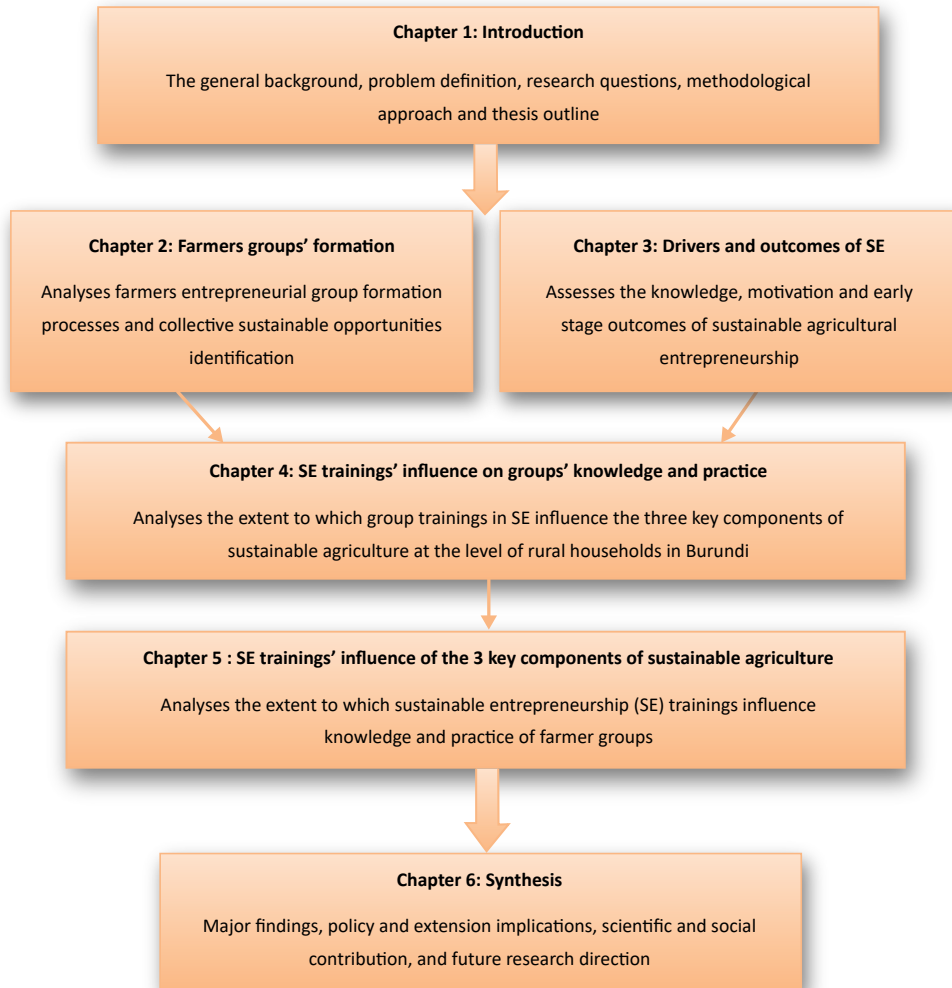 Chapter 1: Introduction
The general background, problem definition, research questions, methodological
approach and thesis outline
Chapter 2: Farmers groups' formation
Analyses farmers entrepreneurial group formation
processes and collective sustainable opportunities
identification
Chapter 3: Drivers and outcomes of SE
Assesses the knowledge, motivation and early
stage outcomes of sustainable agricultural
entrepreneurship
Chapter 4: SE trainings' influence on groups' knowledge and practice
Analyses the extent to which group trainings in SE influence the three key components of
sustainable agriculture at the level of rural households in Burundi
Chapter 5 : SE trainings' influence of the 3 key components of sustainable agriculture
Analyses the extent to which sustainable entrepreneurship (SE) trainings influence
knowledge and practice of farmer groups
Chapter 6: Synthesis
Major findings, policy and extension implications, scientific and social
contribution, and future research direction